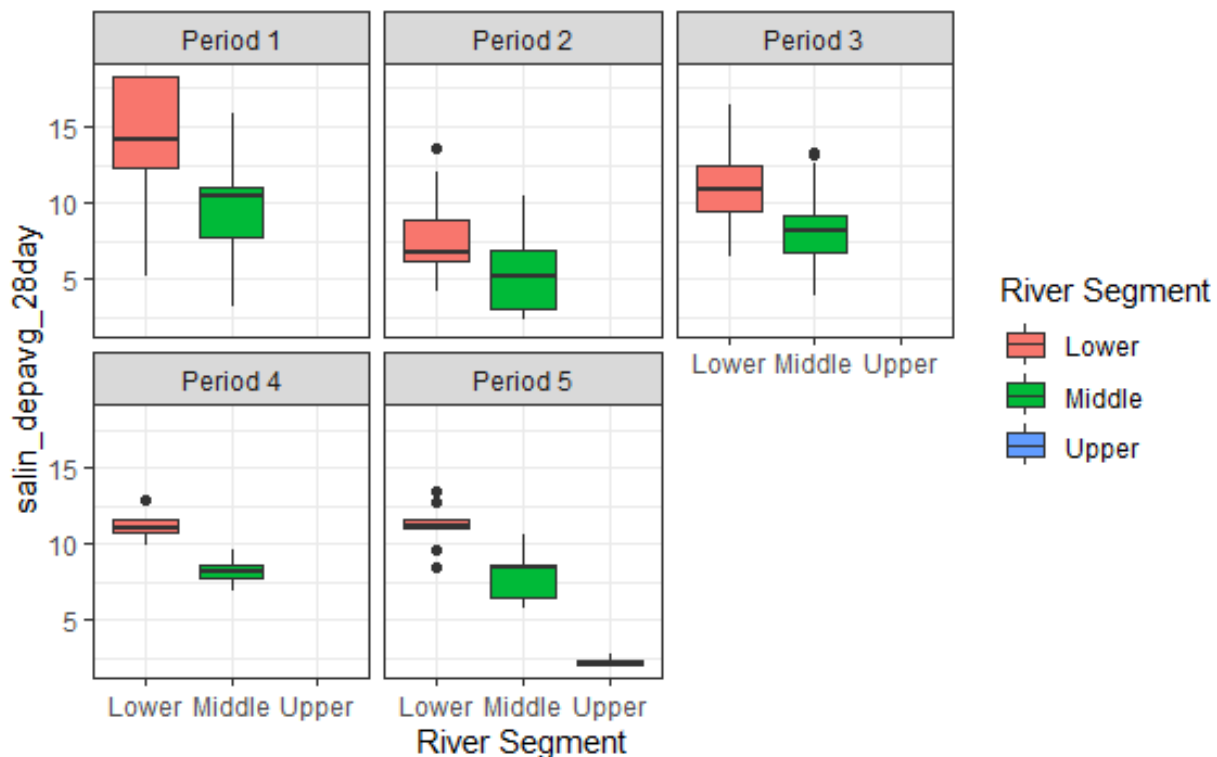 Period 1 Period 2 Period 3
15
10
5
Lower Middle Upper
Period 4 Period 5
15
10
5
Lower Middle Upper Lower Middle Upper
River Segment
salin_depavg_28day
River Segment
Lower
Middle
Upper